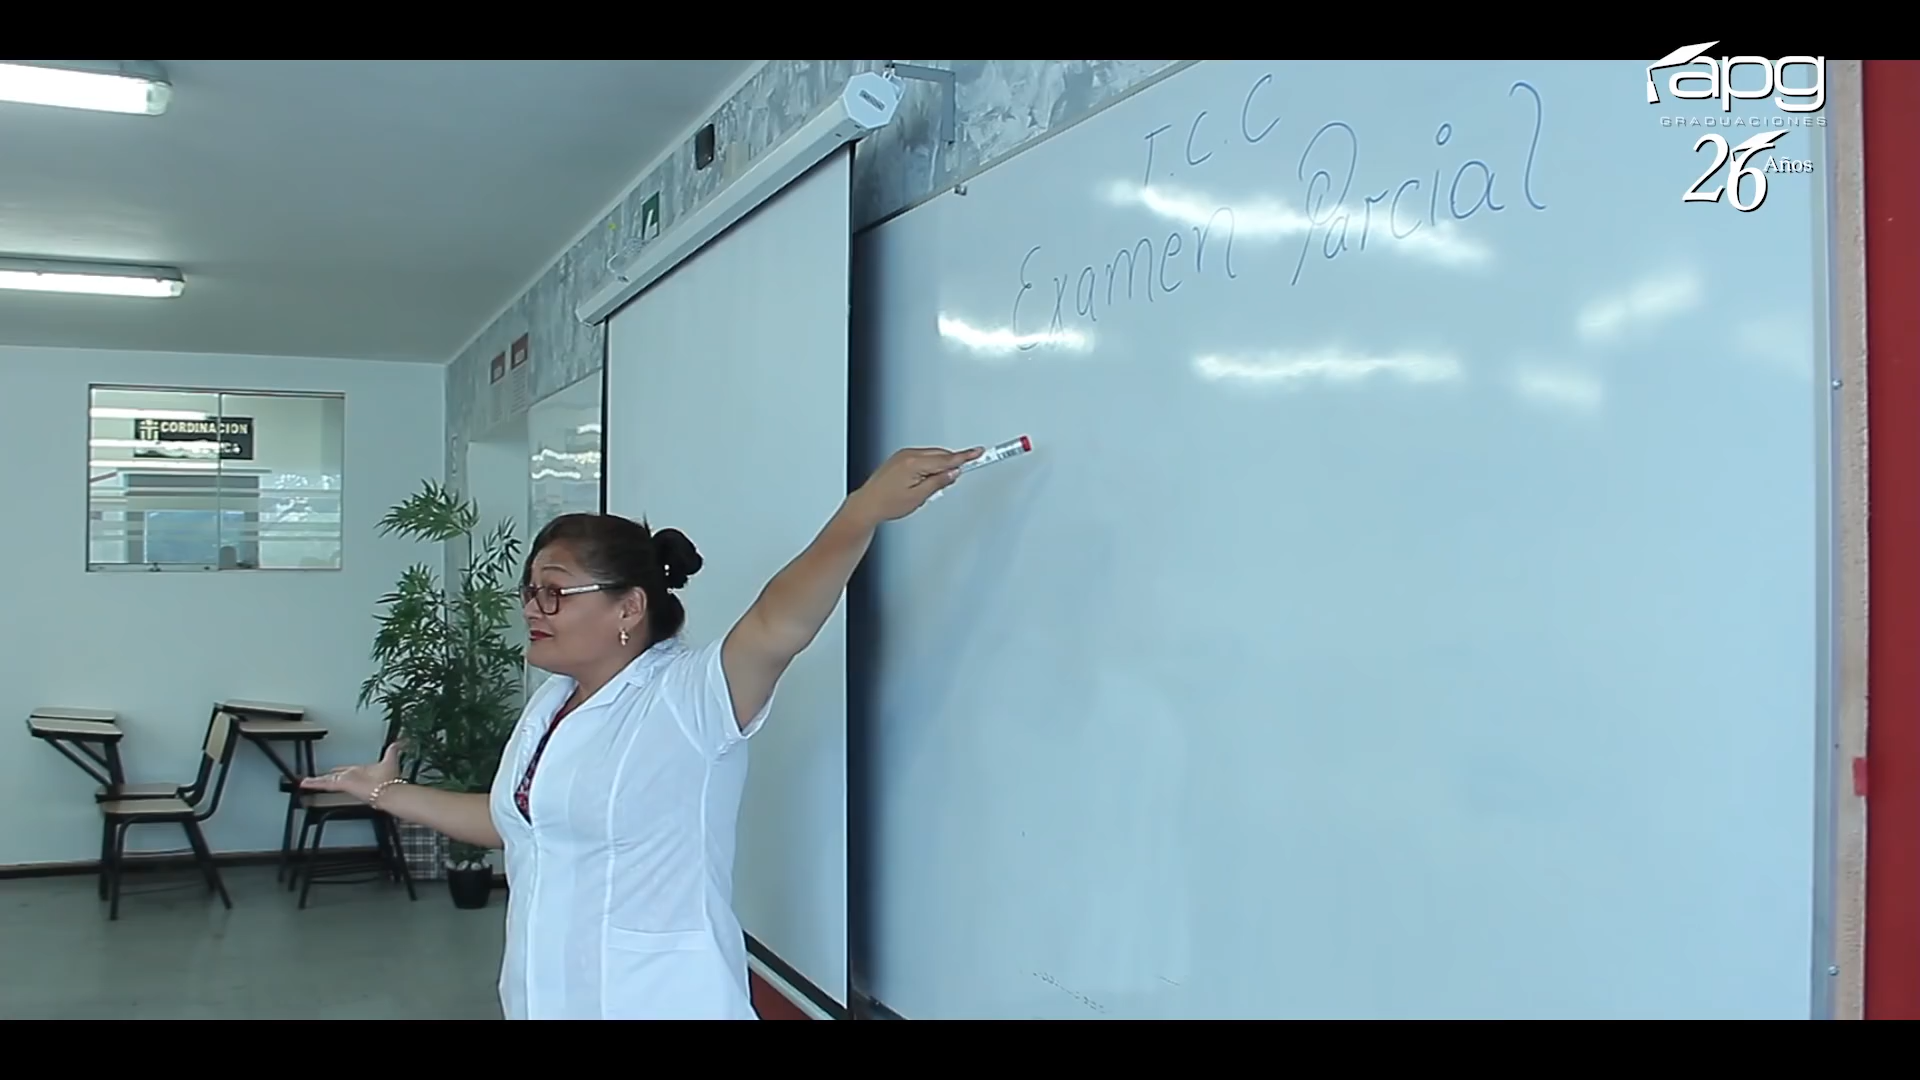 apg
GRADUACIONES
26 Años
T.C.C
Examen Parcial
CORDINACION